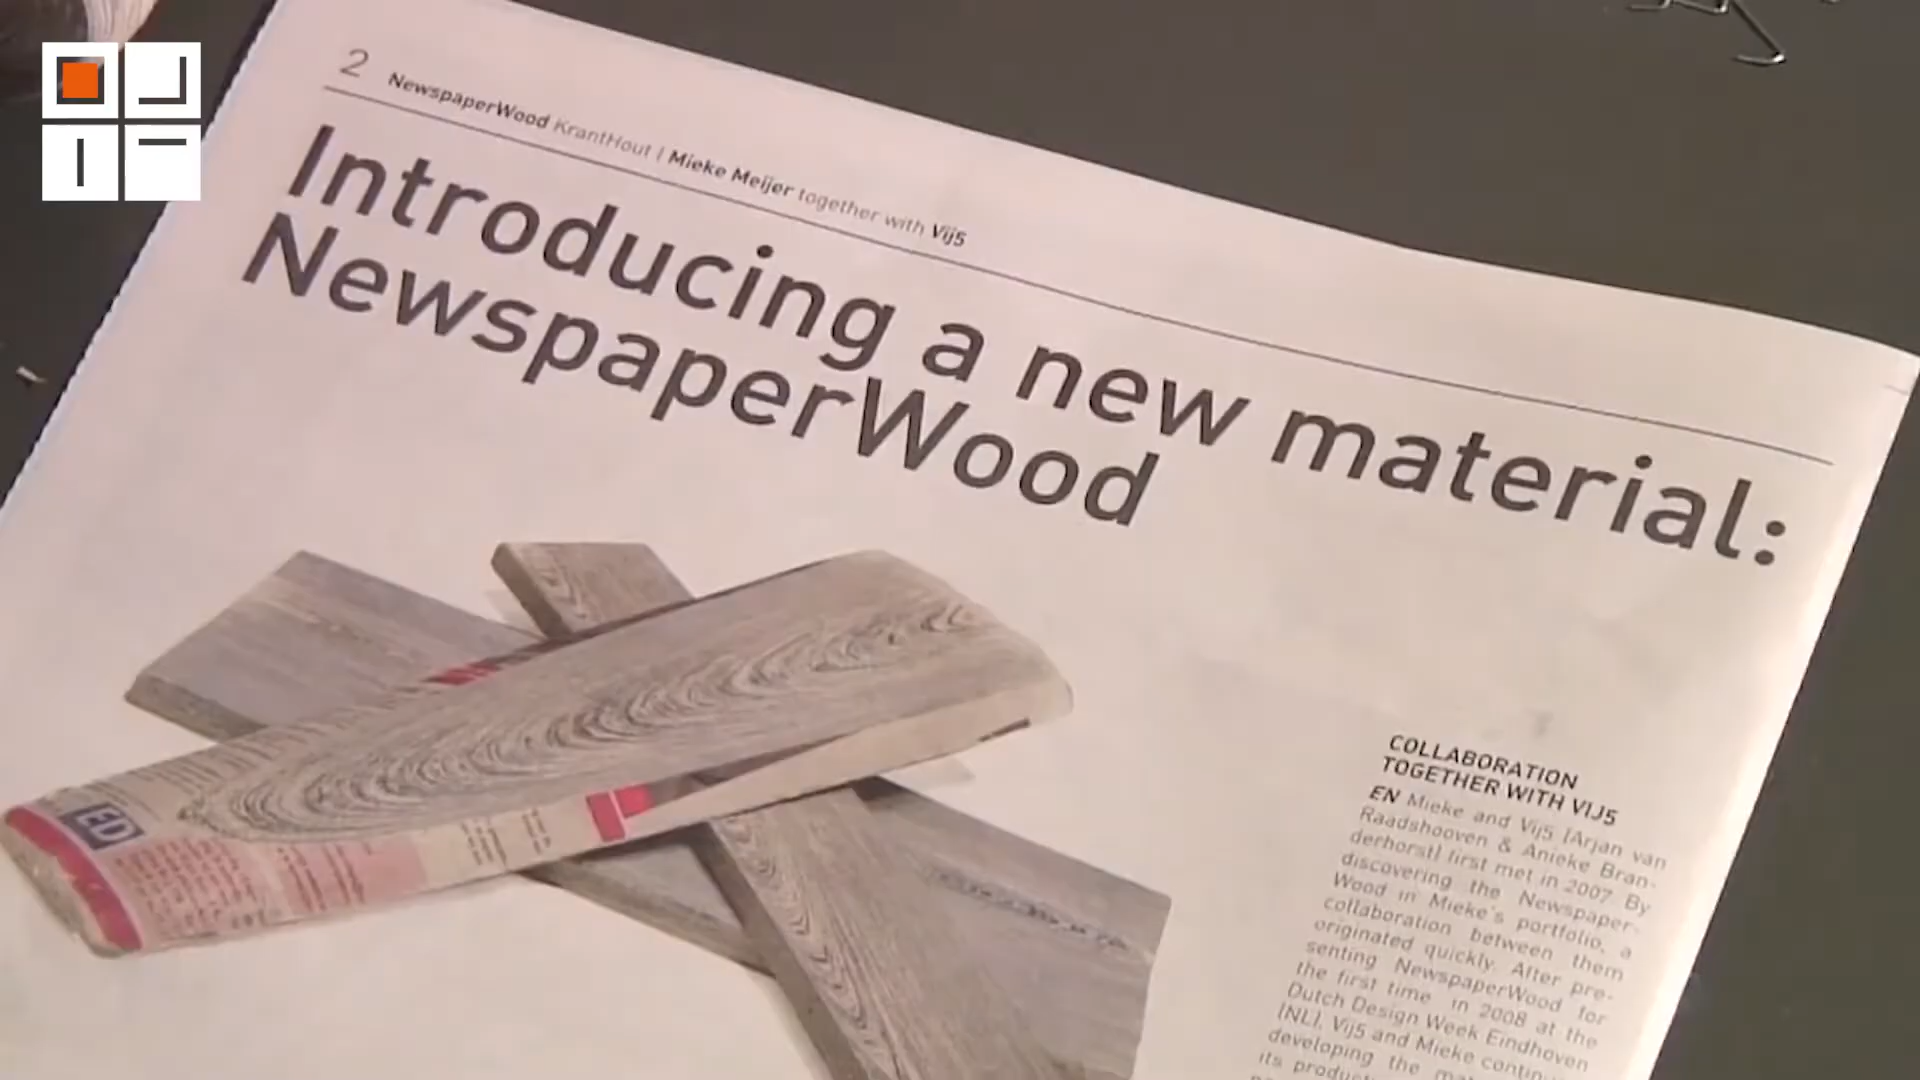 2 NewspaperWood KrantHout | Mieke Meijer together with Vij5
Introducing a new material:
NewspaperWood
ED
COLLABORATION
TOGETHER WITH VIJ5
EN Mieke and Vij5 (Arjan van
Raadshooven & Anieke Bran-
derhorst) first met in 2007. By
discovering the Newspaper-
Wood in Mieke's portfolio, a
collaboration between them
originated quickly. After pre-
senting NewspaperWood for
the first time in 2008 at the
Dutch Design Week Eindhoven
(NL), Vij5 and Mieke
developing the
its